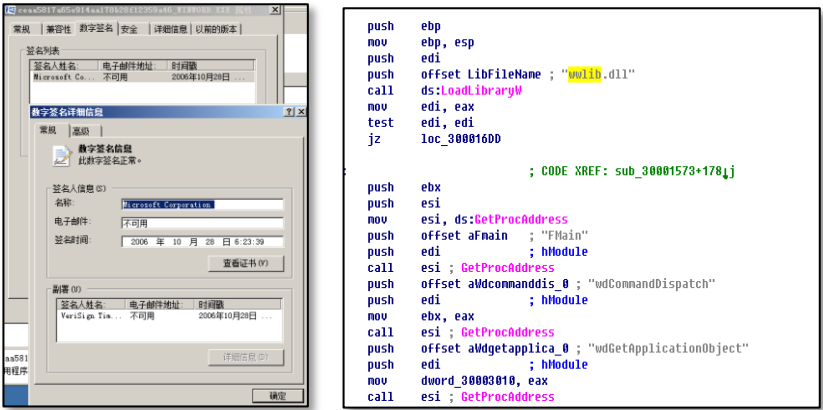 常规 兼容性 数字签名 安全 详细信息 以前的版本
签名列表
签名人姓名: 电子邮件地址: 时间戳
Microsoft Co... 不可用 2006年10月28日 ...
数字签名详细信息
常规 高级
数字签名信息
此数字签名正常。
签名人信息(S)
名称: Microsoft Corporation
电子邮件: 不可用
签名时间: 2006 年 10 月 28 日 6:23:39
查看证书(V)
副署(U)
签名人姓名: 电子邮件地址: 时间戳
VeriSign Tim... 不可用 2006年10月28日 ...
详细信息(D)
确定
aa581
用程序
push ebp
mov ebp, esp
push edi
push offset LibFileName ; "wwlib.dll"
call ds:LoadLibraryW
mov edi, eax
test edi, edi
jz loc_300016DD
; CODE XREF: sub_30001573+178↓j
push ebx
push esi
mov esi, ds:GetProcAddress
push offset aFmain ; "FMain"
push edi ; hModule
call esi ; GetProcAddress
push offset aWdcommanddis_0 ; "wdCommandDispatch"
push edi ; hModule
mov ebx, eax
call esi ; GetProcAddress
push offset aWdgetapplica_0 ; "wdGetApplicationObject"
push edi ; hModule
mov dword_30003010, eax
call esi ; GetProcAddress